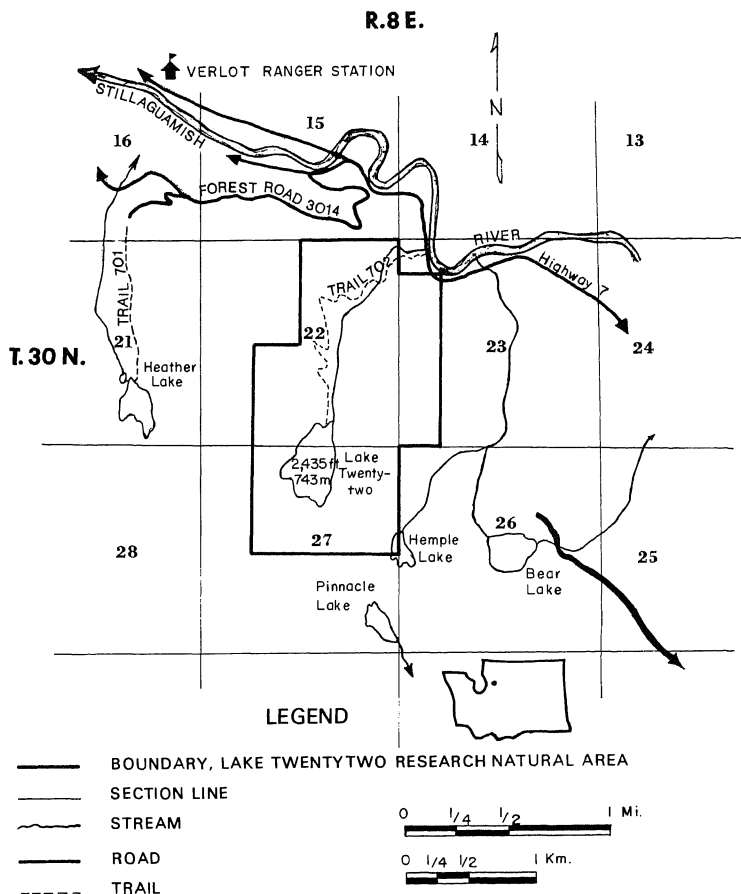 R.8 E.
VERLOT RANGER STATION
N
STILLAGUAMISH
15
14
13
16
FOREST ROAD 3014
RIVER
Highway 7
TRAIL 701
TRAIL 702
22
21
23
24
T. 30 N.
Heather
Lake
2,435ft
743m
Lake
Twenty-
two
28
27
26
25
Hemple
Lake
Bear
Lake
Pinnacle
Lake
LEGEND
BOUNDARY, LAKE TWENTYTWO RESEARCH NATURAL AREA
SECTION LINE
STREAM
ROAD
TRAIL
0 1/4 1/2 1 Mi.
0 1/4 1/2 1 Km.